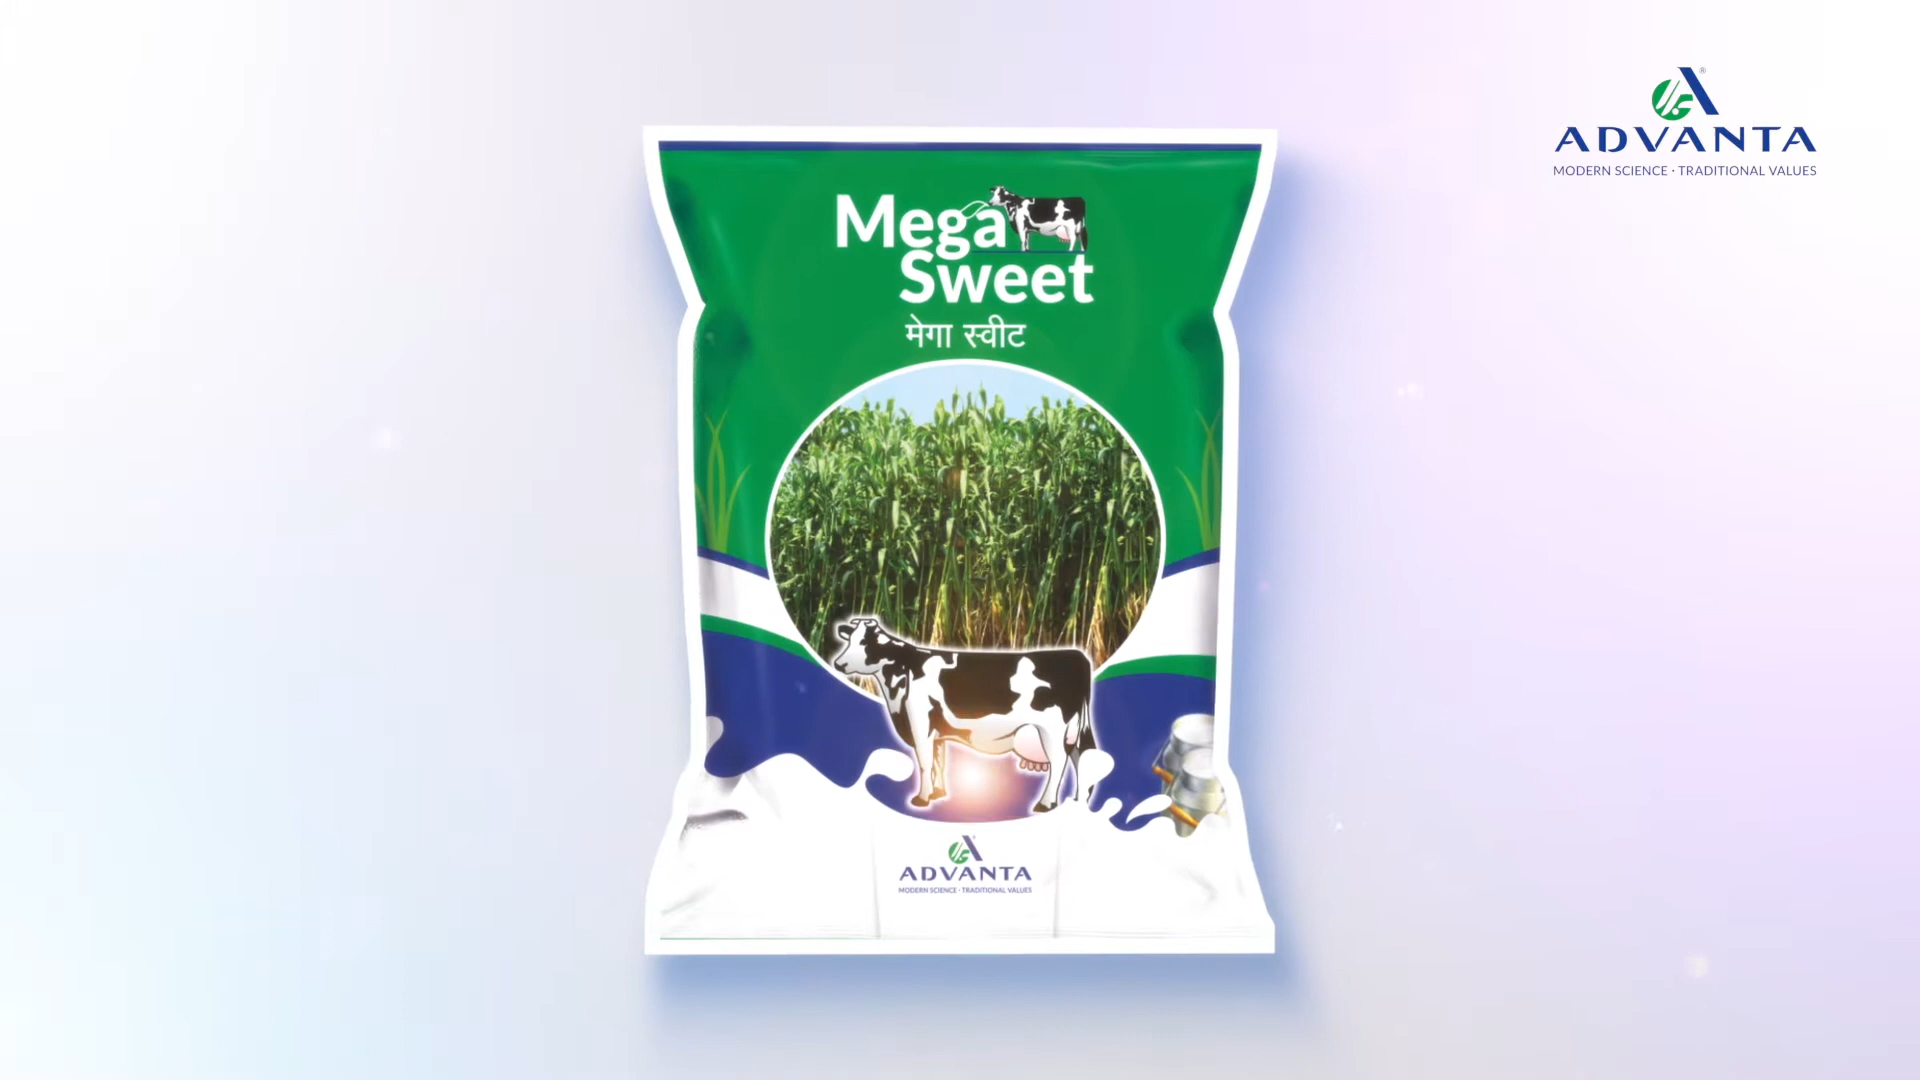 ADVANTA
MODERN SCIENCE · TRADITIONAL VALUES
Mega
Sweet
मेगा स्वीट
ADVANTA
MODERN SCIENCE · TRADITIONAL VALUES